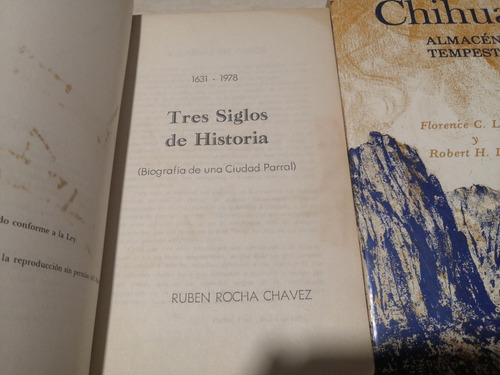 do conforme a la Ley
la reproducción sin permiso del
1631 - 1978
Tres Siglos
de Historia
(Biografía de una Ciudad Parral)
RUBEN ROCHA CHAVEZ
Chihua
ALMACÉN
TEMPEST
Florence C. L
y
Robert H. L